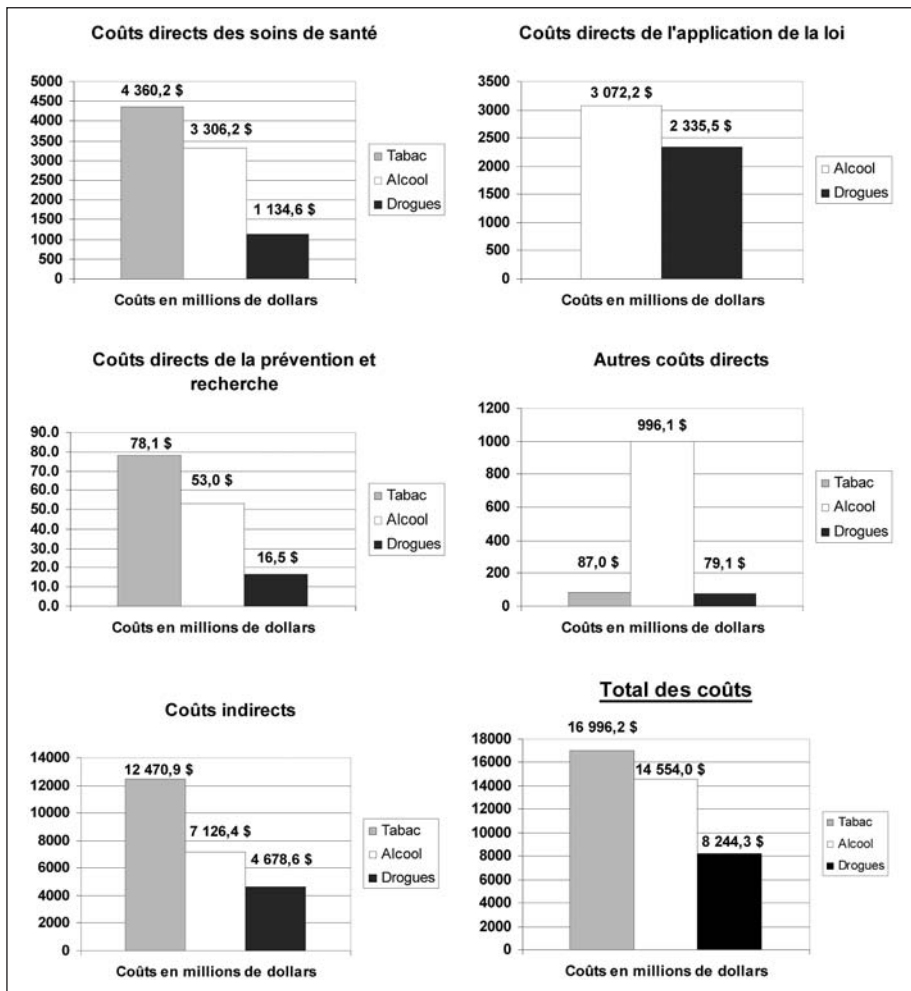 Coûts directs des soins de santé
5000
4500
4000
3500
3000
2500
2000
1500
1000
500
0
4 360,2 $
3 306,2 $
1 134,6 $
Tabac
Alcool
Drogues
Coûts en millions de dollars
Coûts directs de l'application de la loi
3500
3000
2500
2000
1500
1000
500
0
3 072,2 $
2 335,5 $
Alcool
Drogues
Coûts en millions de dollars
Coûts directs de la prévention et
recherche
90.0
80.0
70.0
60.0
50.0
40.0
30.0
20.0
10.0
0.0
78,1 $
53,0 $
16,5 $
Tabac
Alcool
Drogues
Coûts en millions de dollars
Autres coûts directs
1200
1000
800
600
400
200
0
87,0 $
996,1 $
79,1 $
Tabac
Alcool
Drogues
Coûts en millions de dollars
Coûts indirects
14000
12000
10000
8000
6000
4000
2000
0
12 470,9 $
7 126,4 $
4 678,6 $
Tabac
Alcool
Drogues
Coûts en millions de dollars
Total des coûts
18000
16000
14000
12000
10000
8000
6000
4000
2000
0
16 996,2 $
14 554,0 $
8 244,3 $
Tabac
Alcool
Drogues
Coûts en millions de dollars